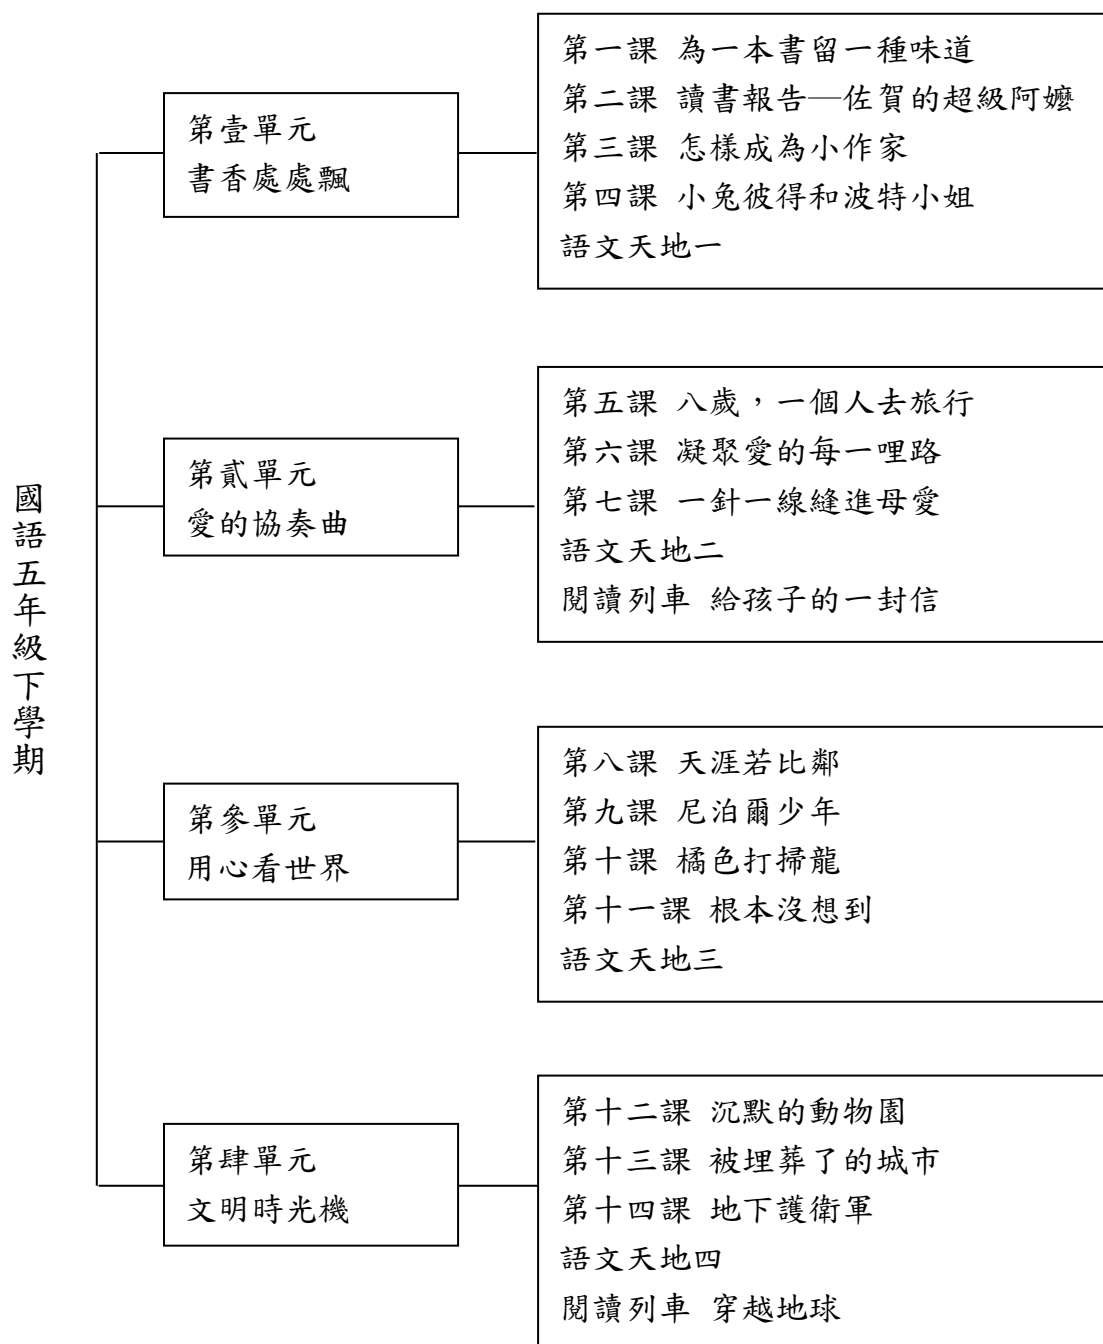 國語五年級下學期
第壹單元
書香處處飄
第一課 為一本書留一種味道
第二課 讀書報告—佐賀的超級阿嬤
第三課 怎樣成為小作家
第四課 小兔彼得和波特小姐
語文天地一
第貳單元
愛的協奏曲
第五課 八歲，一個人去旅行
第六課 凝聚愛的每一哩路
第七課 一針一線縫進母愛
語文天地二
閱讀列車 給孩子的一封信
第參單元
用心看世界
第八課 天涯若比鄰
第九課 尼泊爾少年
第十課 橘色打掃龍
第十一課 根本沒想到
語文天地三
第肆單元
文明時光機
第十二課 沉默的動物園
第十三課 被埋葬了的城市
第十四課 地下護衛軍
語文天地四
閱讀列車 穿越地球